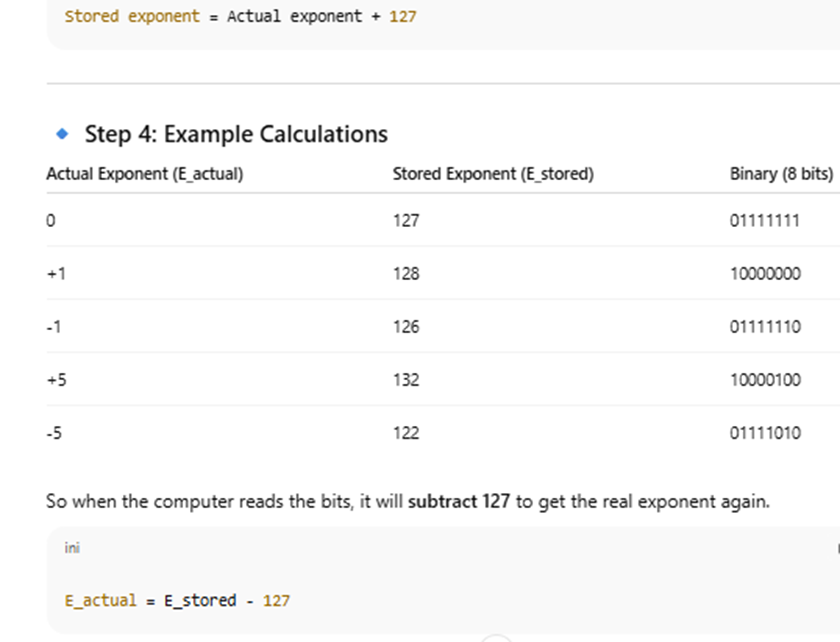 Stored exponent = Actual exponent + 127
Step 4: Example Calculations
Actual Exponent (E_actual) Stored Exponent (E_stored) Binary (8 bits)
0 127 01111111
+1 128 10000000
-1 126 01111110
+5 132 10000100
-5 122 01111010
So when the computer reads the bits, it will subtract 127 to get the real exponent again.
ini
E_actual = E_stored - 127